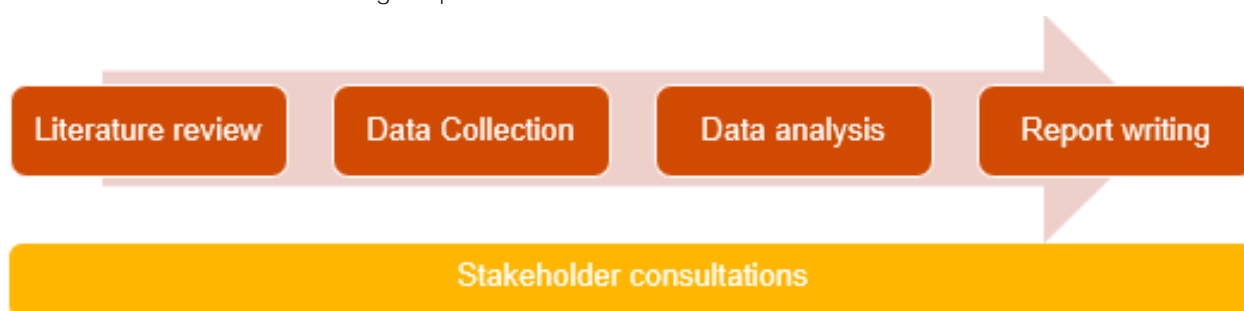 Literature review
Data Collection
Data analysis
Report writing
Stakeholder consultations